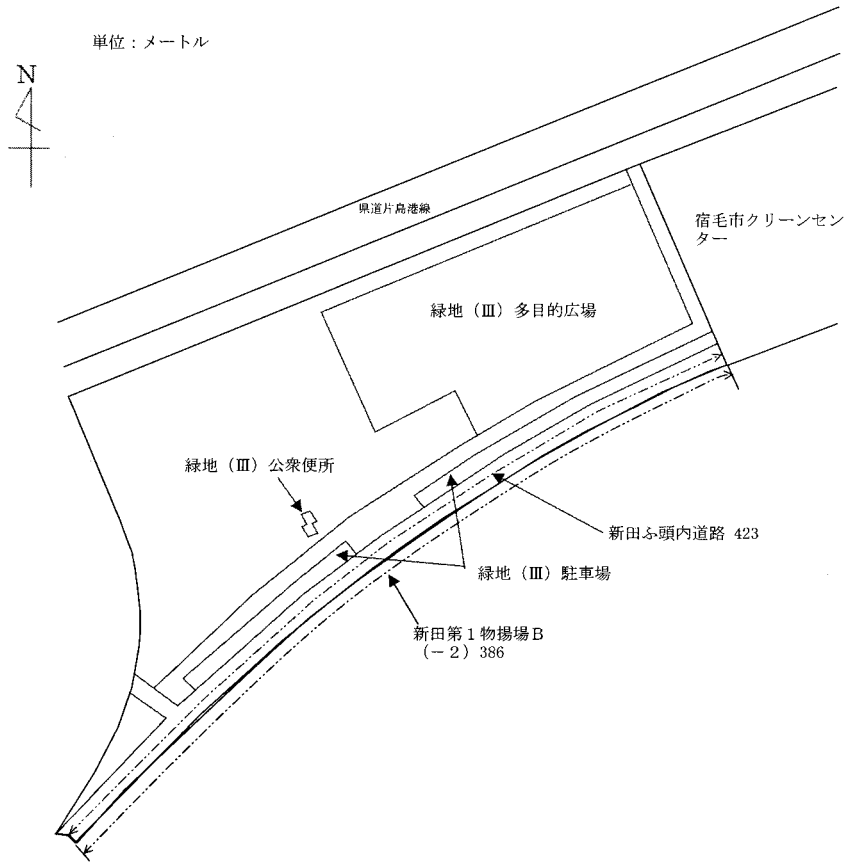 単位：メートル
N
県道片島港線
宿毛市クリーンセン
ター
緑地（Ⅲ）多目的広場
緑地（Ⅲ）公衆便所
新田ふ頭内道路 423
緑地（Ⅲ）駐車場
新田第１物揚場Ｂ
（－２）386